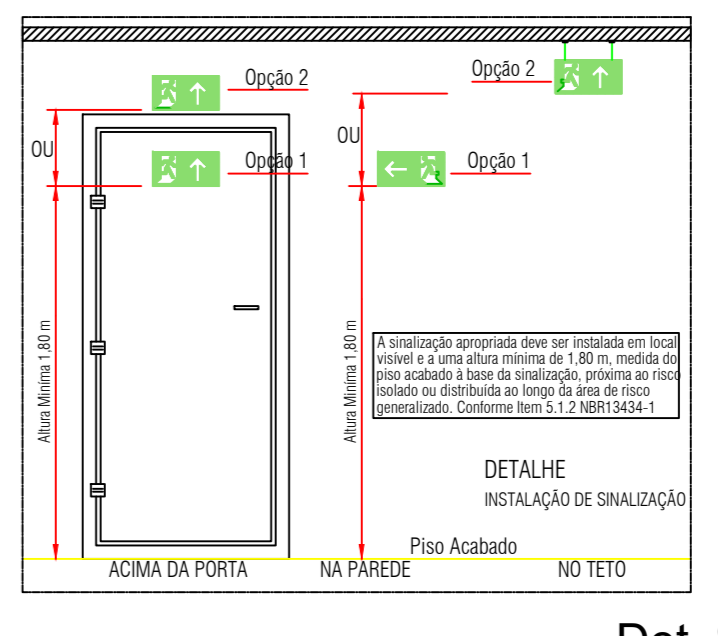 Opção 2
Opção 2
OU
OU
Opção 1
Opção 1
Altura Miníma 1,80 m
Altura Miníma 1,80 m
A sinalização apropriada deve ser instalada em local
visível e a uma altura mínima de 1,80 m, medida do
piso acabado à base da sinalização, próxima ao risco
isolado ou distribuída ao longo da área de risco
generalizado. Conforme Item 5.1.2 NBR13434-1
DETALHE
INSTALAÇÃO DE SINALIZAÇÃO
Piso Acabado
ACIMA DA PORTA
NA PAREDE
NO TETO